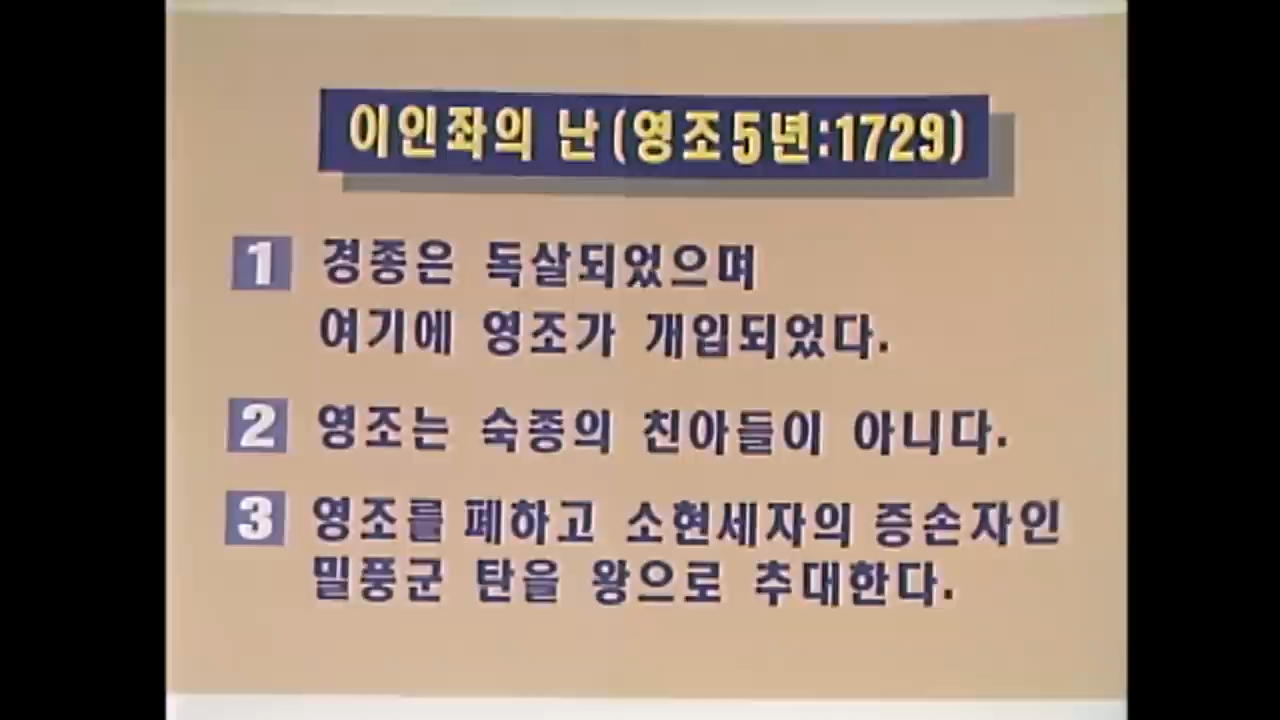 이인좌의 난(영조5년:1729)
1 경종은 독살되었으며
여기에 영조가 개입되었다.
2 영조는 숙종의 친아들이 아니다.
3 영조를 폐하고 소현세자의 증손자인
밀풍군 탄을 왕으로 추대한다.